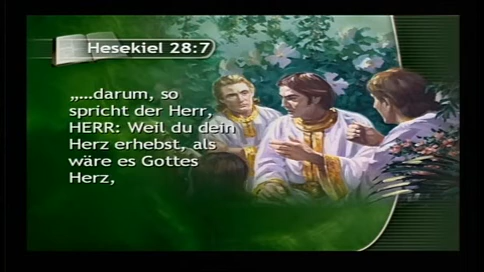 Hesekiel 28:7
„...darum, so
spricht der Herr,
HERR: Weil du dein
Herz erhebst, als
wäre es Gottes
Herz,